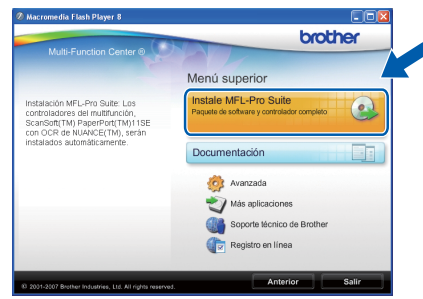 Macromedia Flash Player 8
brother
Multi-Function Center ®
Menú superior
Instalación MFL-Pro Suite: Los
controladores del multifunción,
ScanSoft(TM) PaperPort(TM)11SE
con OCR de NUANCE(TM), serán
instalados automáticamente.
Instale MFL-Pro Suite
Paquete de software y controlador completo
Documentación
Avanzada
Más aplicaciones
Soporte técnico de Brother
Registro en línea
© 2001-2007 Brother Industries, Ltd. All rights reserved.
Anterior
Salir